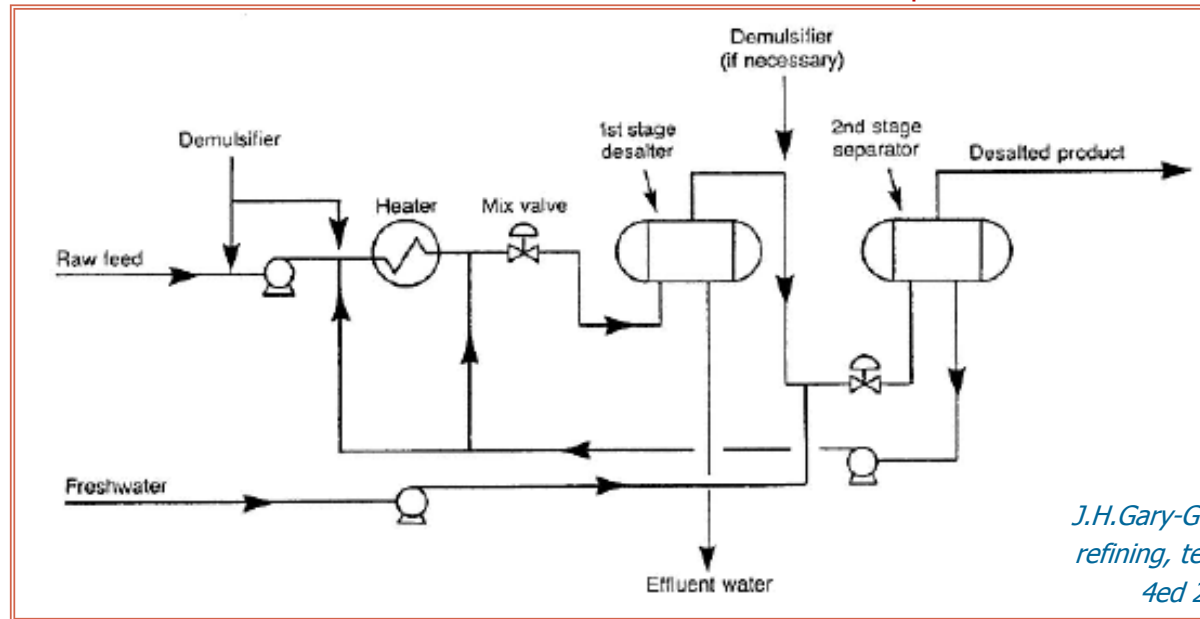 Demulsifier
(if necessary)
1st stage
desalter
2nd stage
separator
Desalted product
Demulsifier
Heater
Mix valve
Raw feed
Freshwater
Effluent water
J.H.Gary-G
refining, te
4ed 2